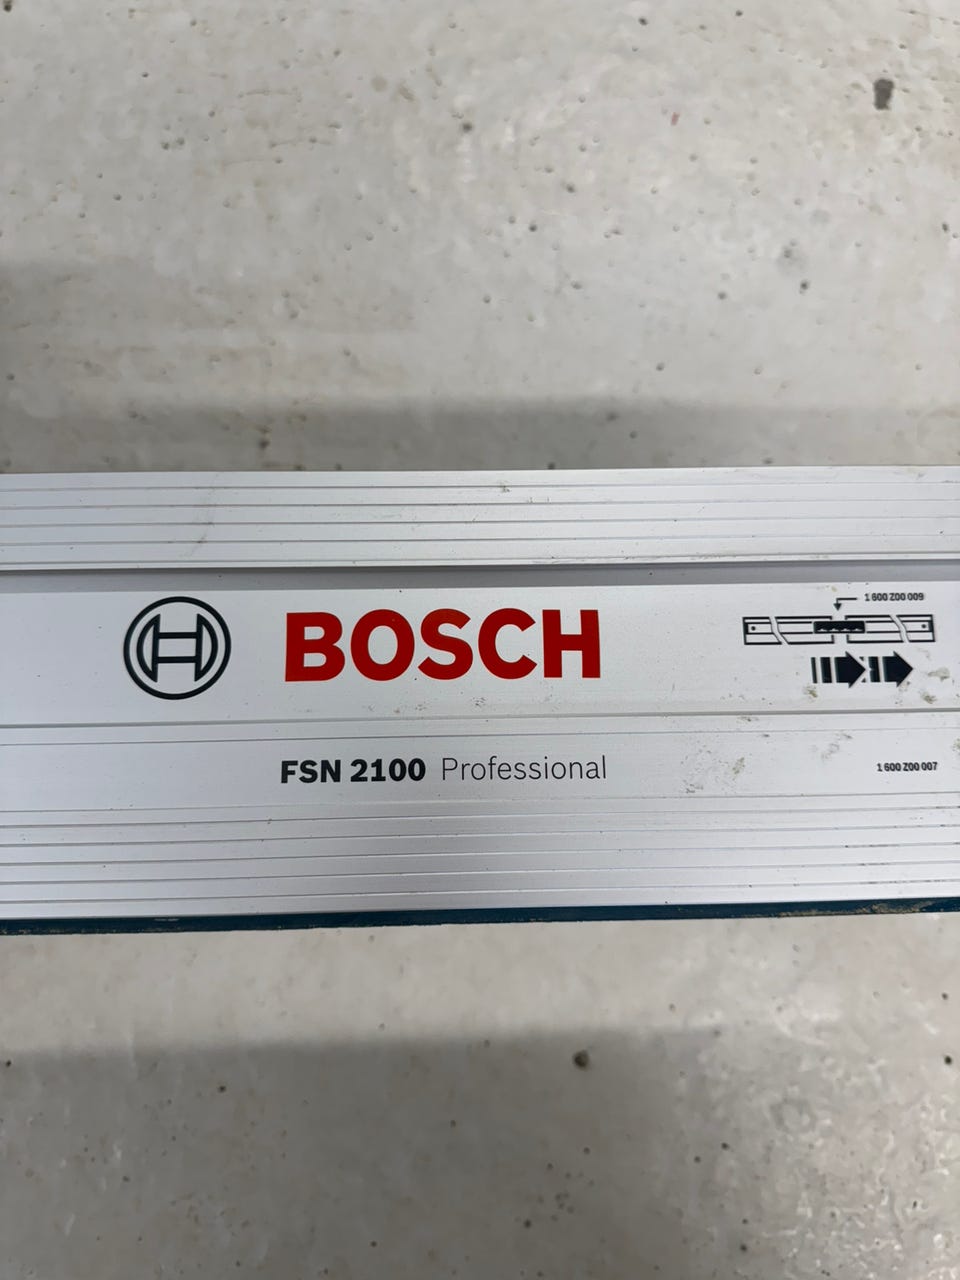 1 600 Z00 009
BOSCH
FSN 2100 Professional
1 600 Z00 007